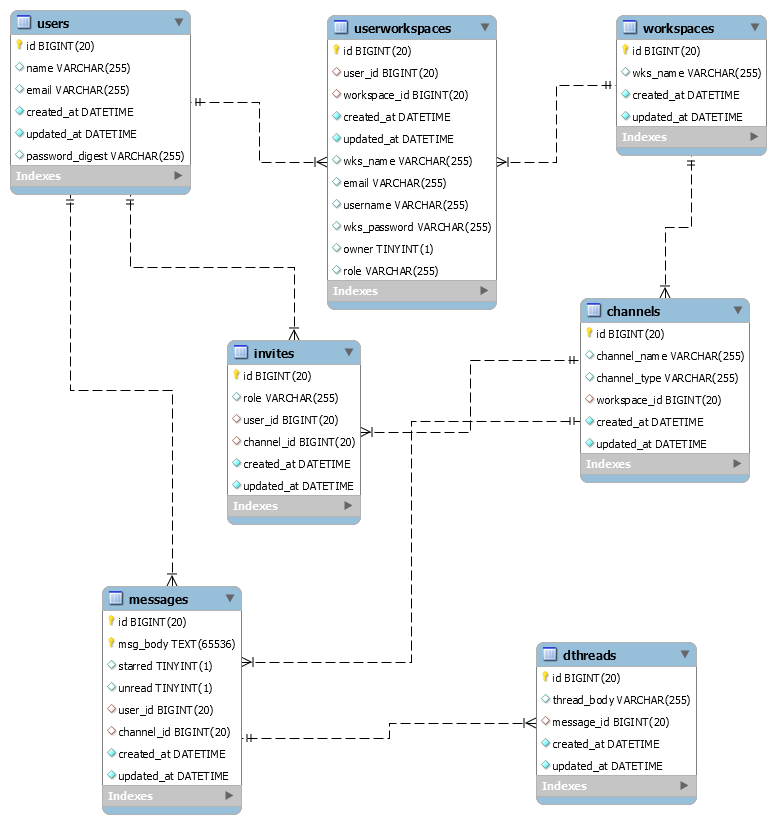 users
id BIGINT(20)
name VARCHAR(255)
email VARCHAR(255)
created_at DATETIME
updated_at DATETIME
password_digest VARCHAR(255)
Indexes
userworkspaces
id BIGINT(20)
user_id BIGINT(20)
workspace_id BIGINT(20)
created_at DATETIME
updated_at DATETIME
wks_name VARCHAR(255)
email VARCHAR(255)
username VARCHAR(255)
wks_password VARCHAR(255)
owner TINYINT(1)
role VARCHAR(255)
Indexes
workspaces
id BIGINT(20)
wks_name VARCHAR(255)
created_at DATETIME
updated_at DATETIME
Indexes
invites
id BIGINT(20)
role VARCHAR(255)
user_id BIGINT(20)
channel_id BIGINT(20)
created_at DATETIME
updated_at DATETIME
Indexes
channels
id BIGINT(20)
channel_name VARCHAR(255)
channel_type VARCHAR(255)
workspace_id BIGINT(20)
created_at DATETIME
updated_at DATETIME
Indexes
messages
id BIGINT(20)
msg_body TEXT(65536)
starred TINYINT(1)
unread TINYINT(1)
user_id BIGINT(20)
channel_id BIGINT(20)
created_at DATETIME
updated_at DATETIME
Indexes
dthreads
id BIGINT(20)
thread_body VARCHAR(255)
message_id BIGINT(20)
created_at DATETIME
updated_at DATETIME
Indexes